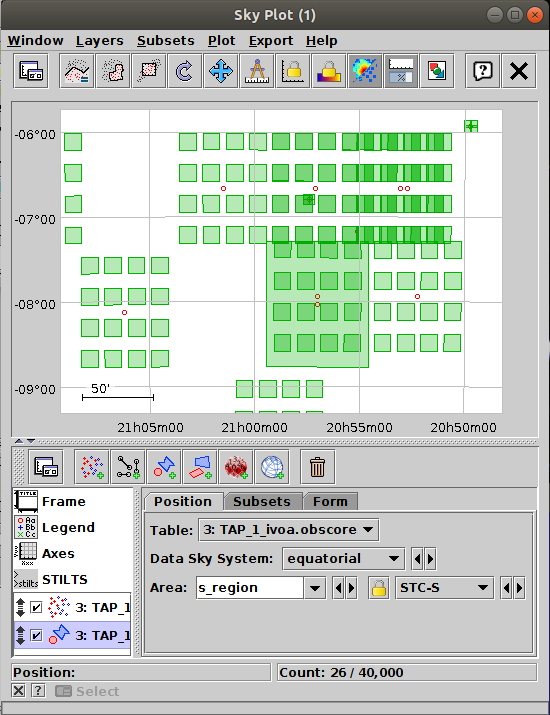 Sky Plot (1)
Window Layers Subsets Plot Export Help
-06°00
-07°00
-08°00
-09°00
50'
21h05m00 21h00m00 20h55m00 20h50m00
Frame
Legend
Axes
STILTS
3: TAP_1
3: TAP_1
Position Subsets Form
Table: 3: TAP_1_ivoa.obscore
Data Sky System: equatorial
Area: s_region STC-S
Position: Count: 26 / 40,000
Select